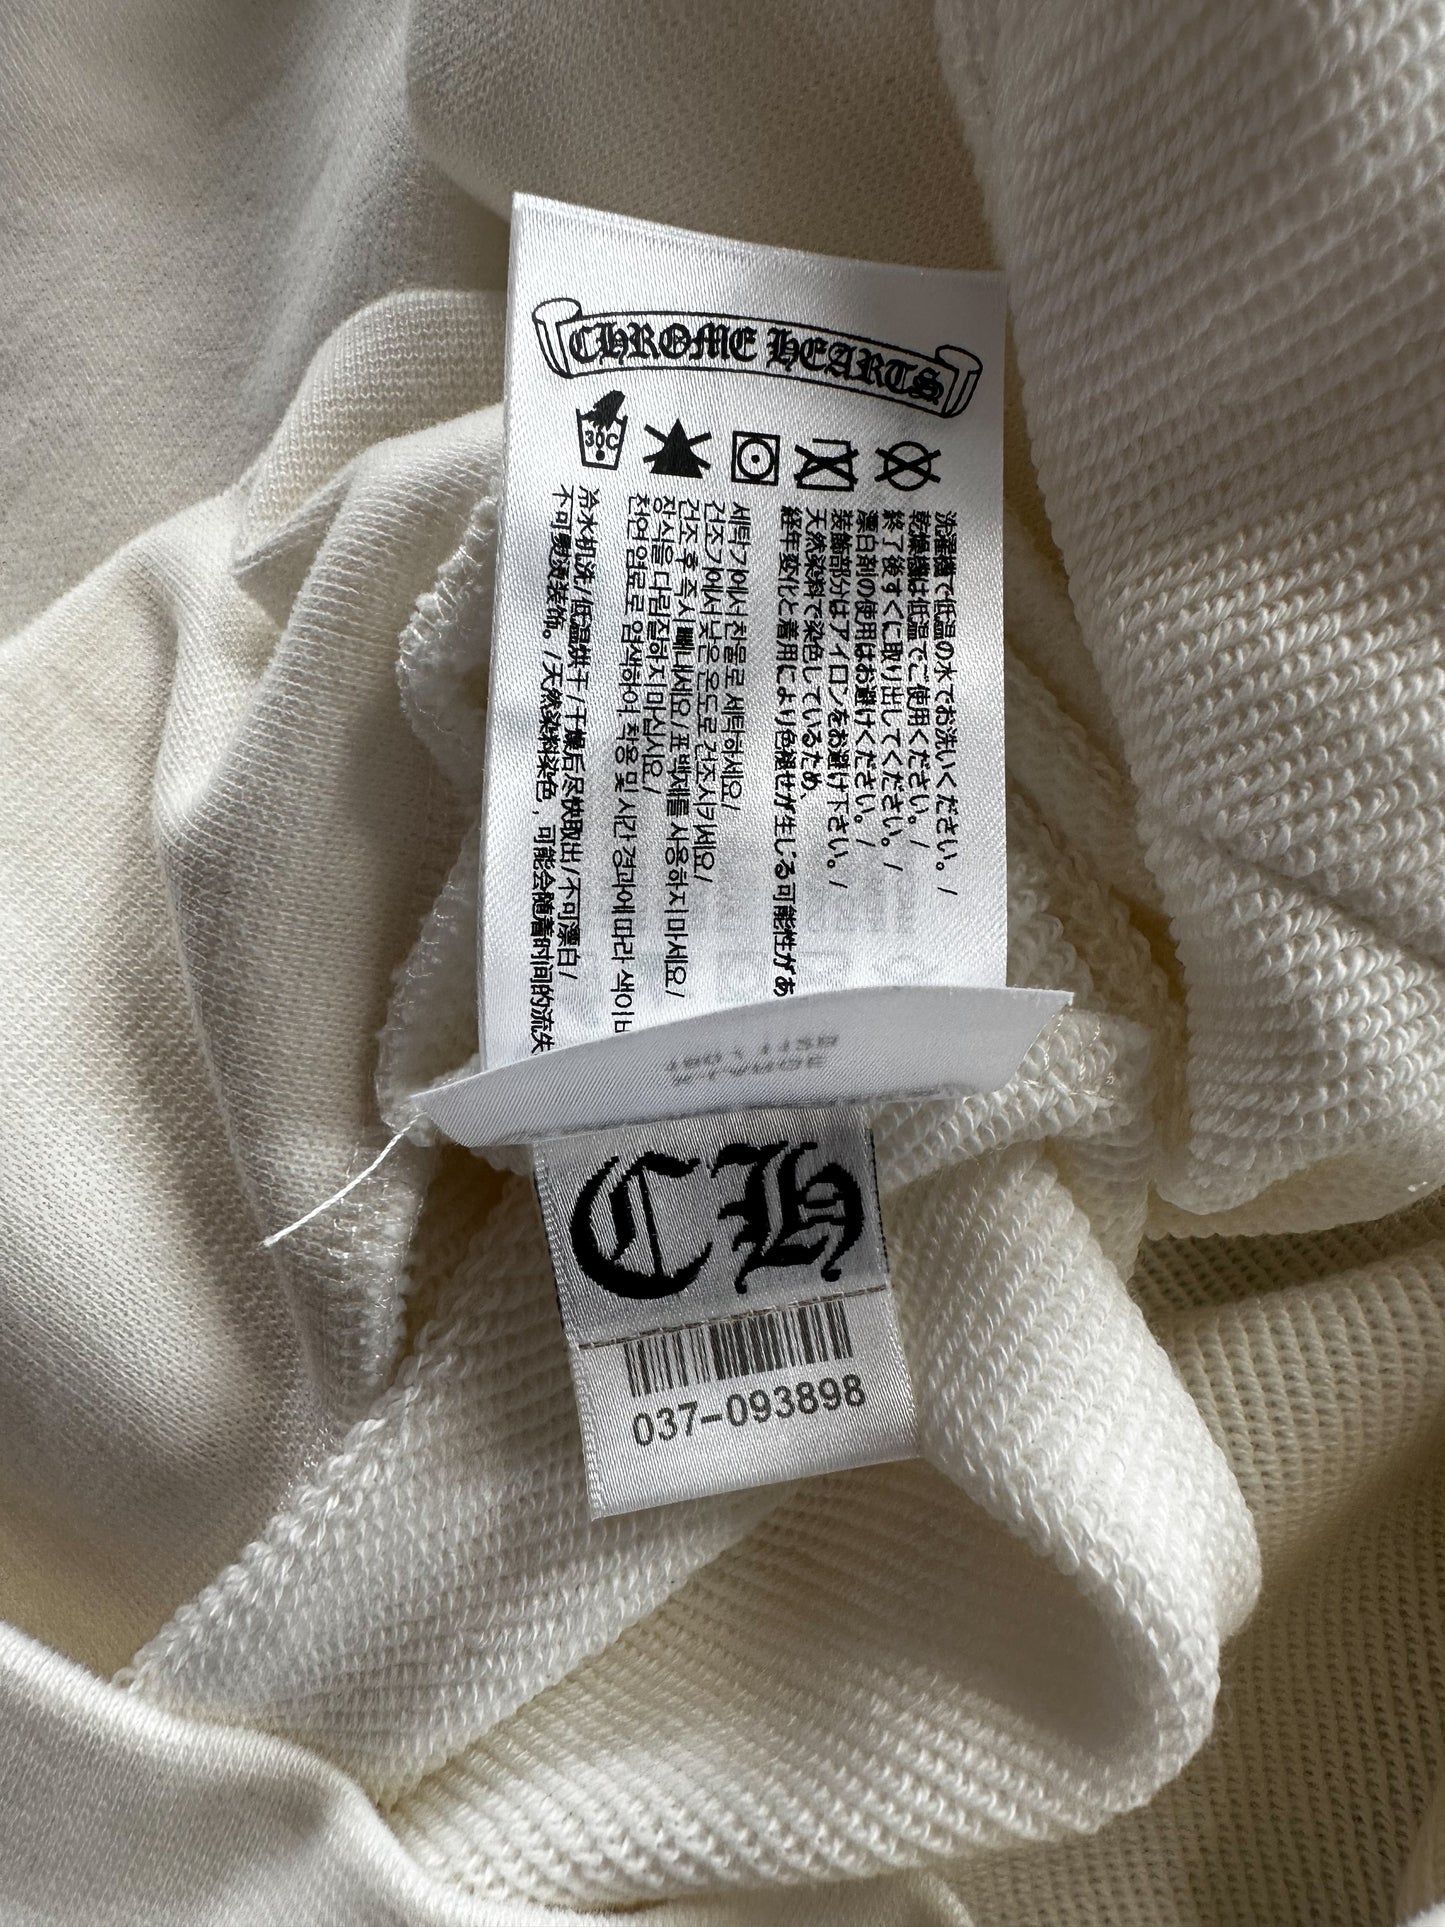 CHROME HEARTS
30C
洗濯機で低温の水でお洗いください。/
乾燥機は低温でご使用ください。/
終了後すぐに取り出してください。/
漂白剤の使用はお避けください。/
装飾部分はアイロンをお避け下さい。/
天然染料で染色しているため、
経年変化と着用により色褪せが生じる可能性があ
세탁기에서 찬물로 세탁하세요/
건조기에서 낮은 온도로 건조시키세요/
건조 후 즉시 빼내세요/표백제를 사용하지 마세요/
장식을 다림질하지 마십시오/
천연 염료로 염색하여 착용 및 시간 경과에 따라 색이
冷水机洗/低温烘干/干燥后尽快取出/不可漂白/
不可熨烫装饰。/天然染料染色，可能会随着时间的流失
CH
037-093898